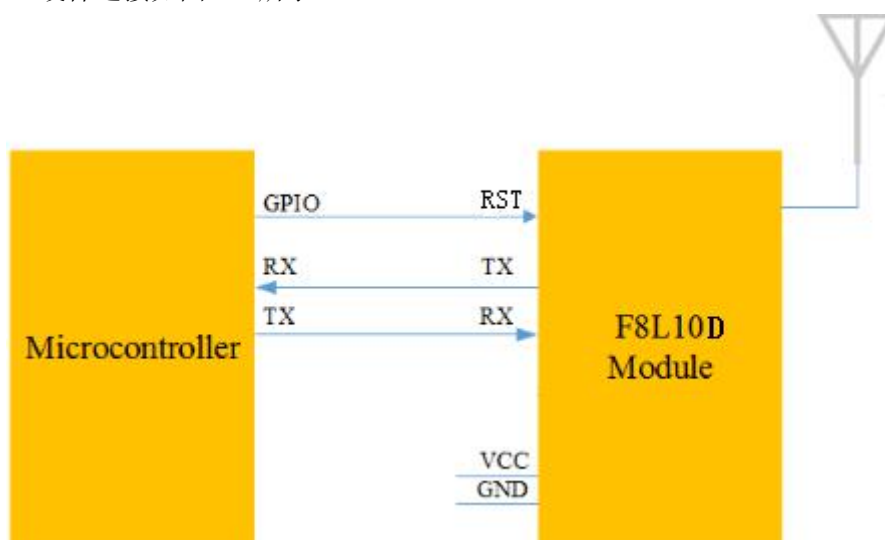 GPIO RST
RX TX
TX RX
Microcontroller
F8L10D
Module
VCC
GND